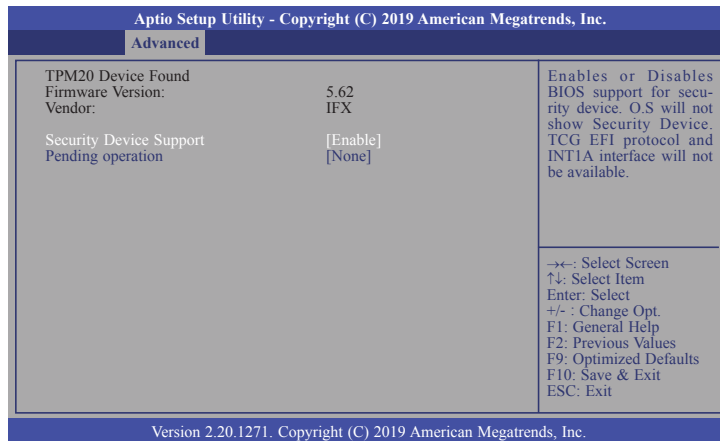 Aptio Setup Utility - Copyright (C) 2019 American Megatrends, Inc.
Advanced
TPM20 Device Found
Firmware Version: 5.62
Vendor: IFX
Security Device Support [Enable]
Pending operation [None]
Enables or Disables
BIOS support for secu-
rity device. O.S will not
show Security Device.
TCG EFI protocol and
INT1A interface will not
be available.
→←: Select Screen
↑↓: Select Item
Enter: Select
+/- : Change Opt.
F1: General Help
F2: Previous Values
F9: Optimized Defaults
F10: Save & Exit
ESC: Exit
Version 2.20.1271. Copyright (C) 2019 American Megatrends, Inc.